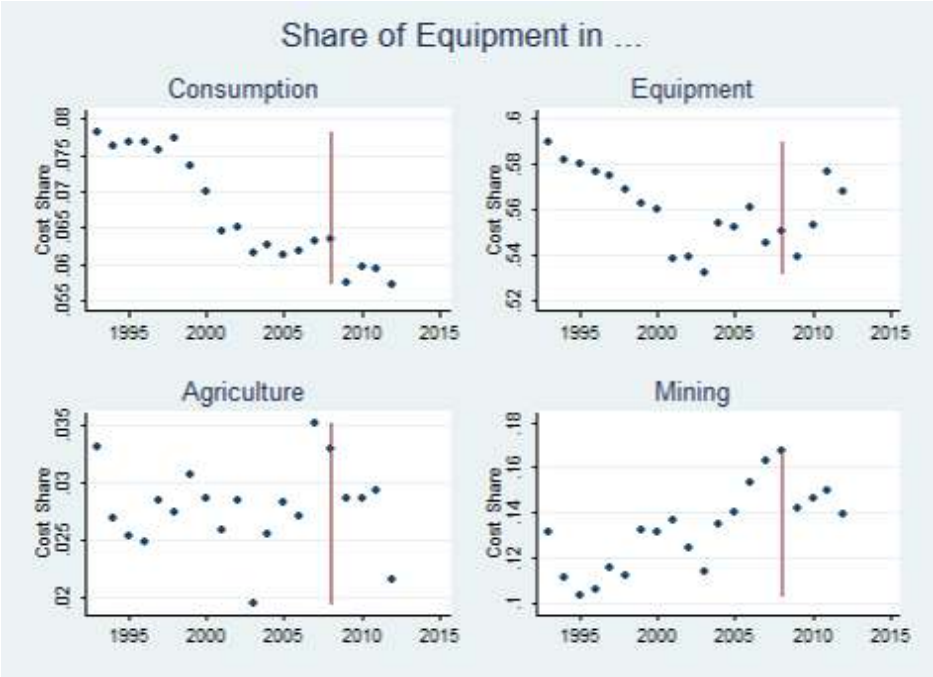 Share of Equipment in ...
Consumption
Cost Share
.055 .06 .065 .07 .075 .08
1995 2000 2005 2010 2015
Equipment
Cost Share
.52 .54 .56 .58 .6
1995 2000 2005 2010 2015
Agriculture
Cost Share
.02 .025 .03 .035
1995 2000 2005 2010 2015
Mining
Cost Share
.1 .12 .14 .16 .18
1995 2000 2005 2010 2015